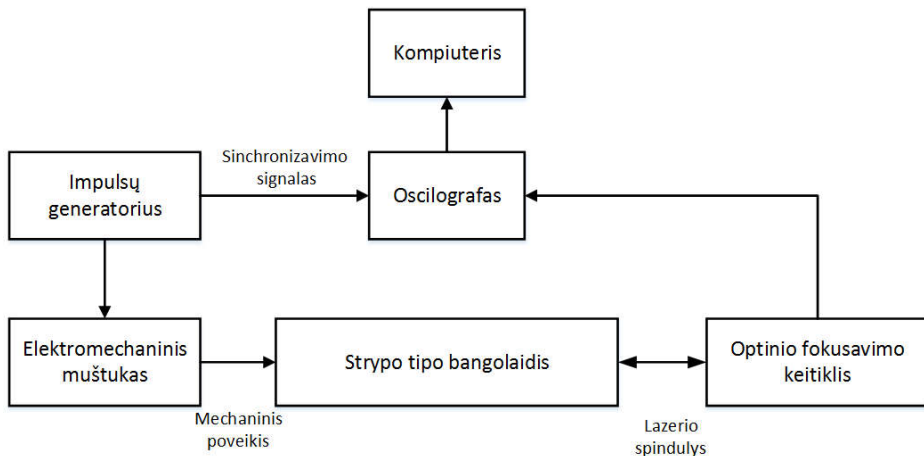 Kompiuteris
Sinchronizavimo
signalas
Impulsų
generatorius
Oscilografas
Elektromechaninis
muštukas
Strypo tipo bangolaidis
Optinio fokusavimo
keitiklis
Mechaninis
poveikis
Lazerio
spindulys